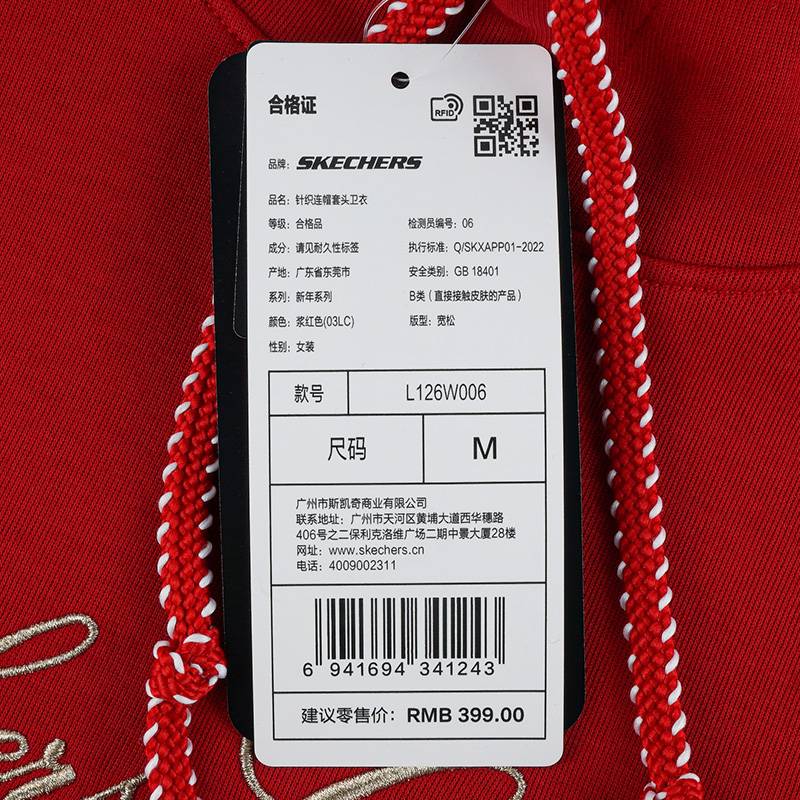 合格证
RFID
品牌：SKECHERS
品名：针织连帽套头卫衣
等级：合格品 检测员编号：06
成分：请见耐久性标签 执行标准：Q/SKXAPP01-2022
产地：广东省东莞市 安全类别：GB 18401
系列：新年系列 B类（直接接触皮肤的产品）
颜色：浆红色(03LC) 版型：宽松
性别：女装
款号 L126W006
尺码 M
广州市斯凯奇商业有限公司
联系地址：广州市天河区黄埔大道西华穗路
406号之二保利克洛维广场二期中景大厦28楼
网址：www.skechers.cn
电话：4009002311
6 941694 341243
建议零售价：RMB 399.00